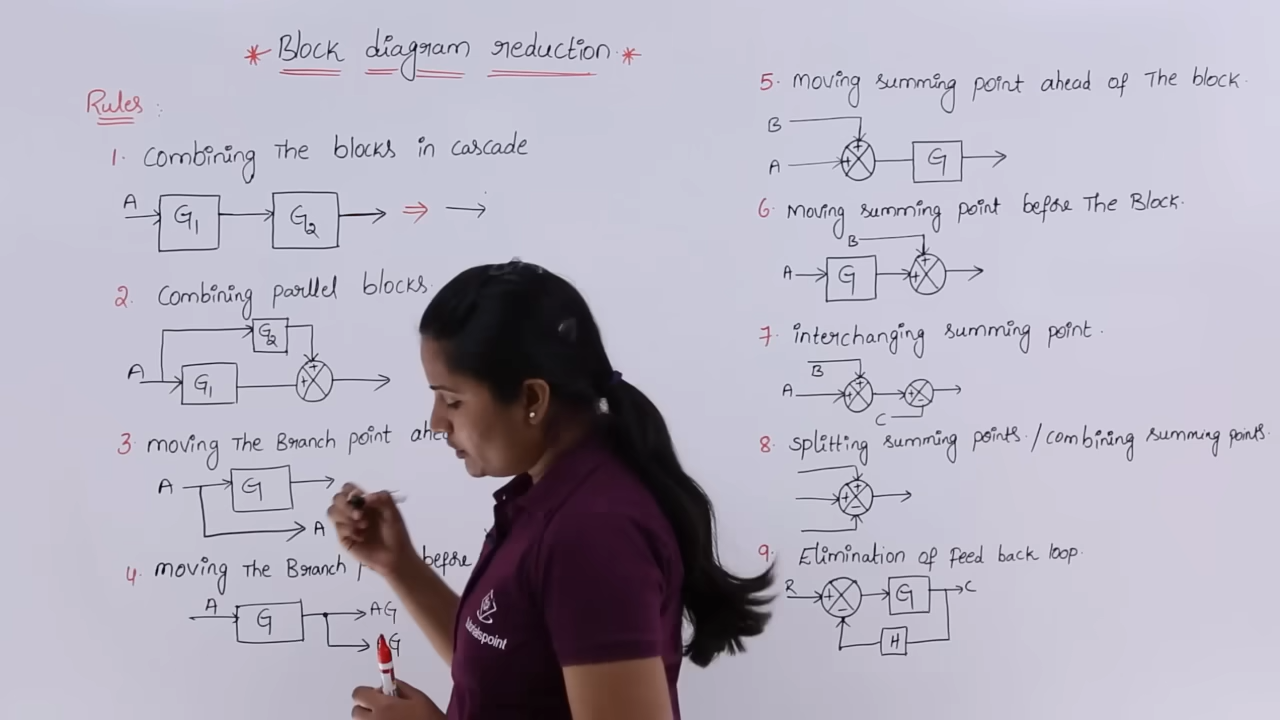 * Block diagram reduction *
Rules :
1. Combining The blocks in cascade
A G1 G2
2. Combining parllel blocks.
G2
A G1 +
+
3 moving The Branch point
A G
A
4. moving The Branch before
A G AG
G
tutorialspoint
5. Moving summing point ahead of The block.
B
A + + G
6. Moving summing point before The Block.
B
A G + +
7. interchanging summing point.
B
A + + + -
C
8. splitting summing points. / combining summing points.
+ + -
9. Elimination of feed back loop.
R + - G C
H